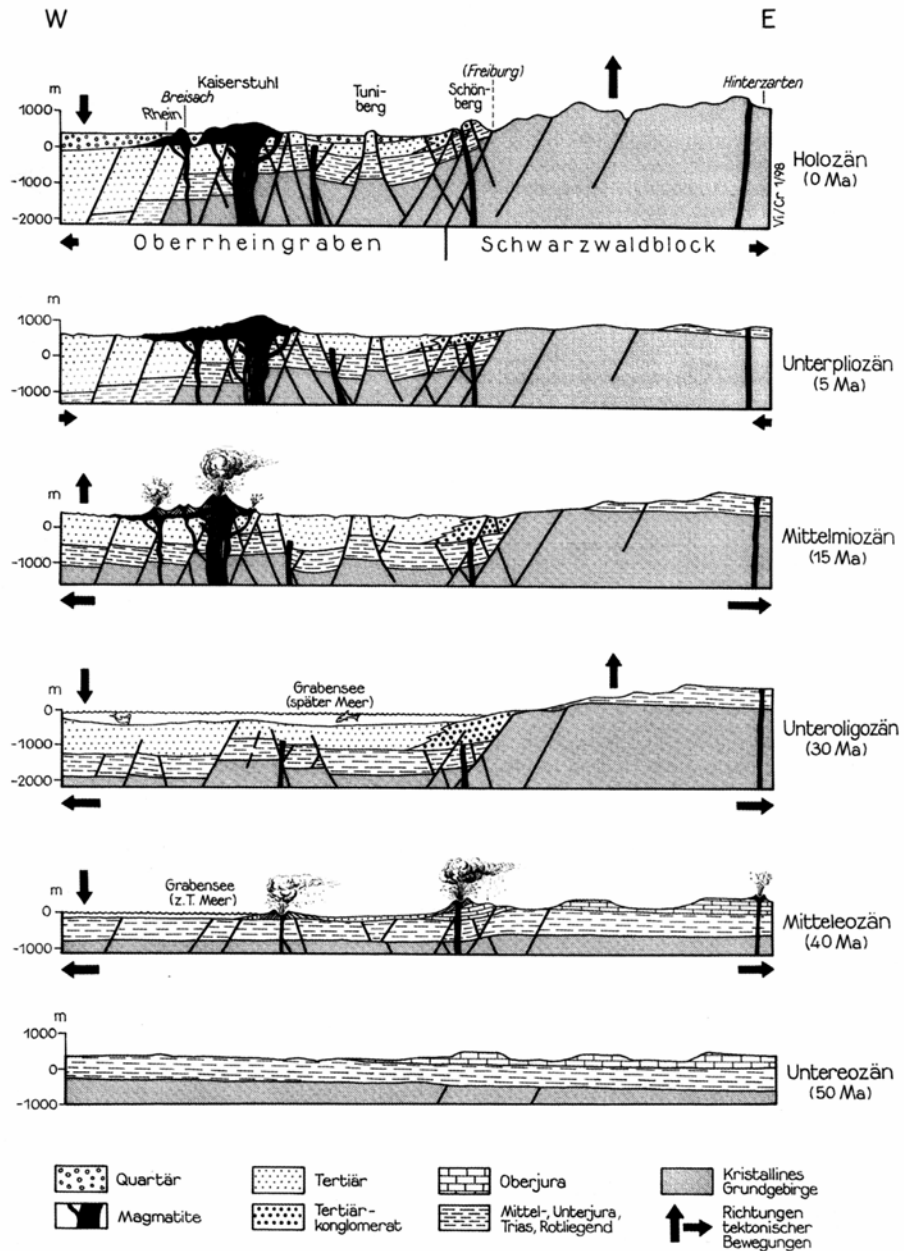 W
E
m
1000
0
-1000
-2000
Rhein
Breisach
Kaiserstuhl
Tuni-
berg
Schön-
berg
(Freiburg)
Hinterzarten
Vi/Cr 1/98
Holozän
(0 Ma)
Oberrheingraben
Schwarzwaldblock
m
1000
0
-1000
Unterpliozän
(5 Ma)
m
0
-1000
Mittelmiozän
(15 Ma)
m
0
-1000
-2000
Grabensee
(später Meer)
Unteroligozän
(30 Ma)
m
0
-1000
Grabensee
(z.T. Meer)
Mitteleozän
(40 Ma)
m
1000
0
-1000
Untereozän
(50 Ma)
Quartär
Tertiär
Oberjura
Kristallines
Grundgebirge
Magmatite
Tertiär-
konglomerat
Mittel-, Unterjura,
Trias, Rotliegend
Richtungen
tektonischer
Bewegungen